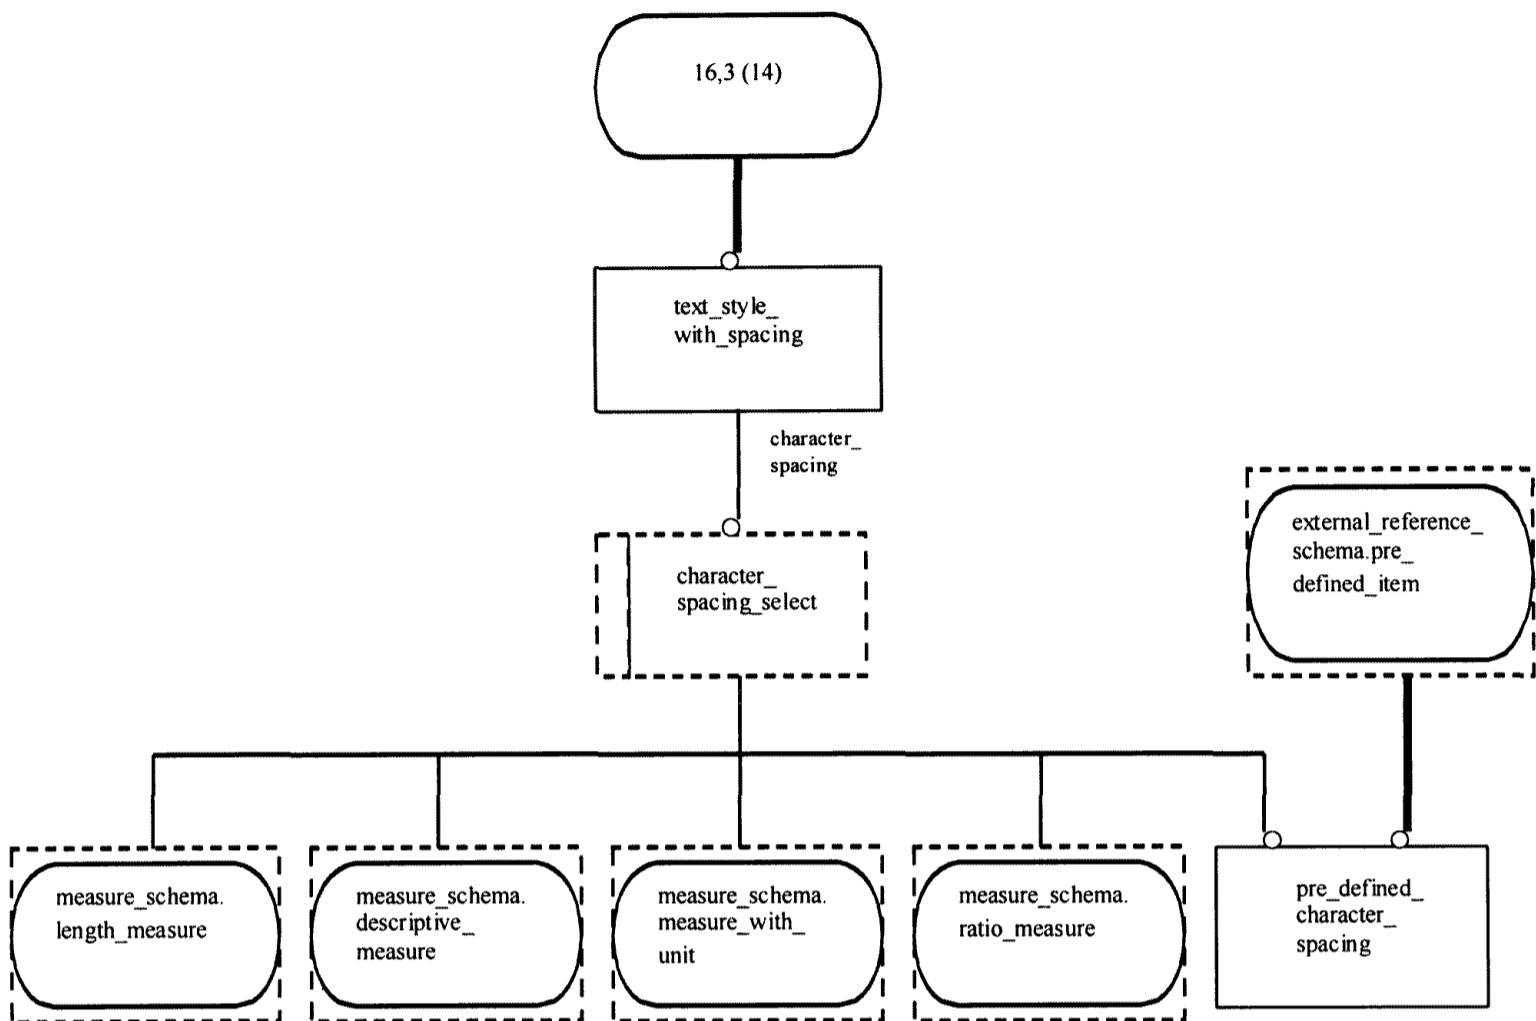 16,3 (14)
text_style_
with_spacing
character_
spacing
external_reference_
schema.pre_
defined_item
character_
spacing_select
measure_schema.
length_measure
measure_schema.
descriptive_
measure
measure_schema.
measure_with_
unit
measure_schema.
ratio_measure
pre_defined_
character_
spacing